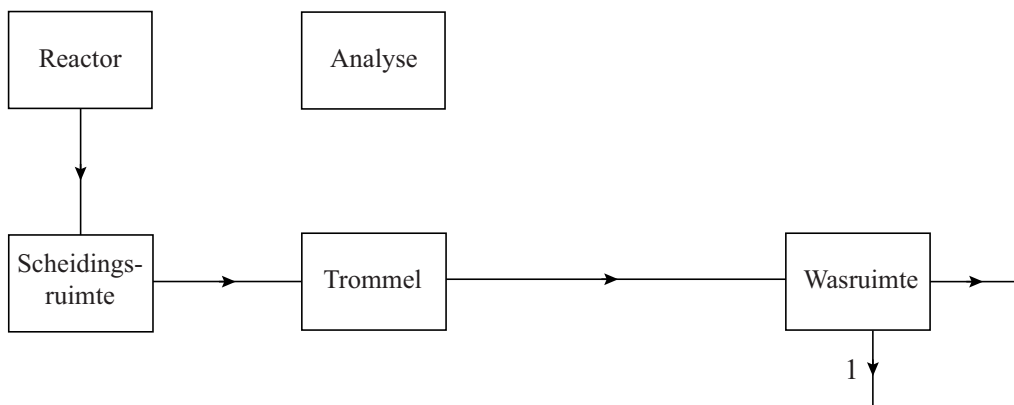 Reactor
Analyse
Scheidings-
ruimte
Trommel
Wasruimte
1